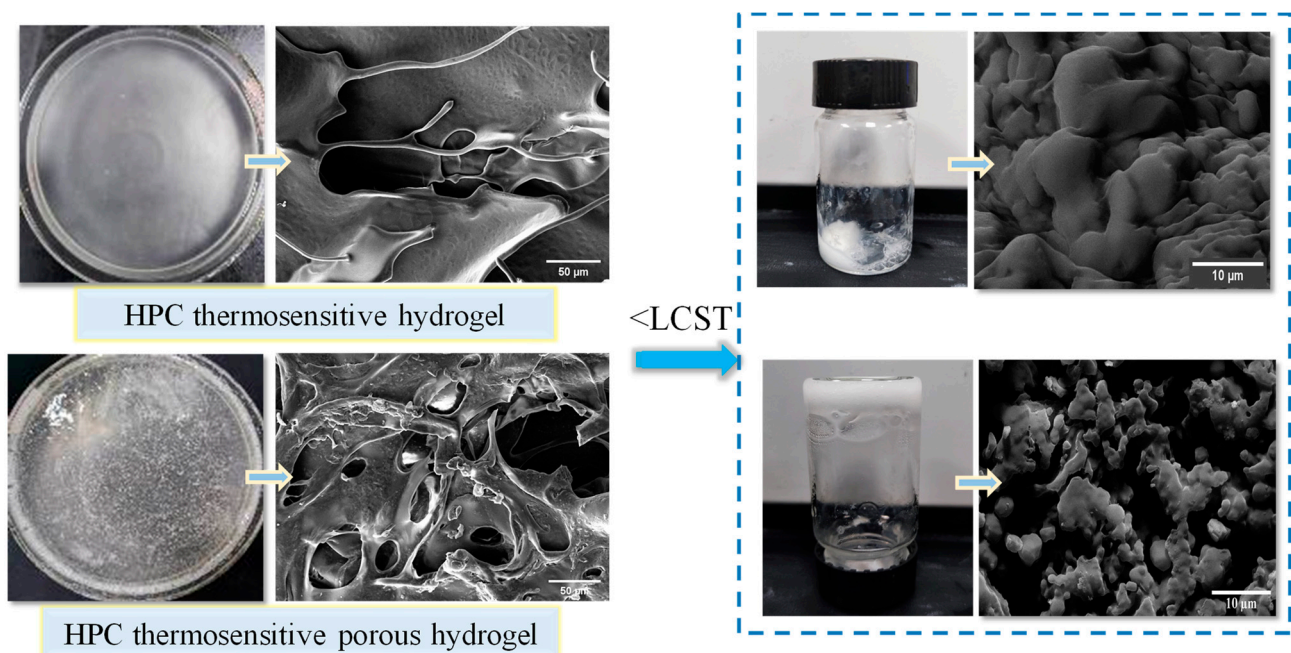 50 µm
10 µm
HPC thermosensitive hydrogel
<LCST
50 µm
10 µm
HPC thermosensitive porous hydrogel